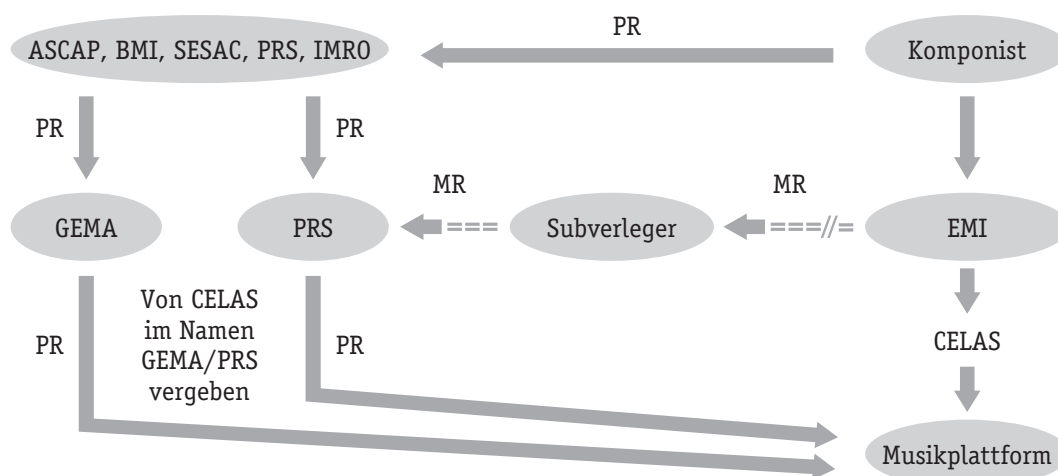 PR
ASCAP, BMI, SESAC, PRS, IMRO
Komponist
PR
PR
MR
MR
GEMA
PRS
===
Subverleger
===//=
EMI
Von CELAS
im Namen
GEMA/PRS
vergeben
PR
PR
CELAS
Musikplattform